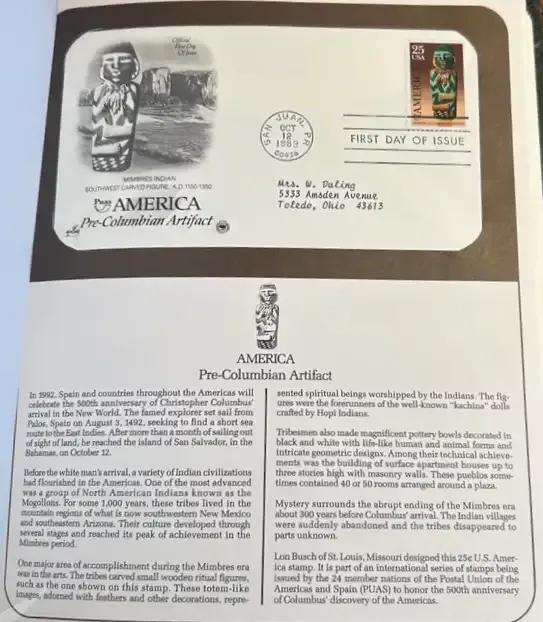 Official
First Day
Of Issue
25
USA
AMERICA
SAN JUAN, PR
OCT
12
1989
FIRST DAY OF ISSUE
MIMBRES INDIAN
SOUTHWEST CARVED FIGURE, A.D. 1150-1350
Puas AMERICA
Pre-Columbian Artifact
Mrs. W. Daling
5333 Amsden Avenue
Toledo, Ohio 43613
AMERICA
Pre-Columbian Artifact
In 1992, Spain and countries throughout the Americas will
celebrate the 500th anniversary of Christopher Columbus'
arrival in the New World. The famed explorer set sail from
Palos, Spain on August 3, 1492, seeking to find a short sea
route to the East Indies. After more than a month of sailing out
of sight of land, he reached the island of San Salvador, in the
Bahamas, on October 12.
Before the white man's arrival, a variety of Indian civilizations
had flourished in the Americas. One of the most advanced
was a group of North American Indians known as the
Mogollons. For some 1,000 years, these tribes lived in the
mountain regions of what is now southwestern New Mexico
and southeastern Arizona. Their culture developed through
several stages and reached its peak of achievement in the
Mimbres period.
One major area of accomplishment during the Mimbres era
was in the arts. The tribes carved small wooden ritual figures,
such as the one shown on this stamp. These totem-like
images, adorned with feathers and other decorations, repre-
sented spiritual beings worshipped by the Indians. The fig-
ures were the forerunners of the well-known "kachina" dolls
crafted by Hopi Indians.
Tribesmen also made magnificent pottery bowls decorated in
black and white with life-like human and animal forms and
intricate geometric designs. Among their technical achieve-
ments was the building of surface apartment houses up to
three stories high with masonry walls. These pueblos some-
times contained 40 or 50 rooms arranged around a plaza.
Mystery surrounds the abrupt ending of the Mimbres era
about 300 years before Columbus' arrival. The Indian villages
were suddenly abandoned and the tribes disappeared to
parts unknown.
Lon Busch of St. Louis, Missouri designed this 25¢ U.S. Amer-
ica stamp. It is part of an international series of stamps being
issued by the 24 member nations of the Postal Union of the
Americas and Spain (PUAS) to honor the 500th anniversary
of Columbus' discovery of the Americas.